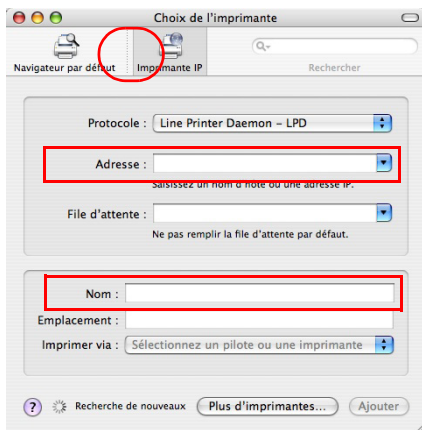 Choix de l'imprimante
Navigateur par défaut Imprimante IP Rechercher
Protocole : Line Printer Daemon – LPD
Adresse :
Saisissez un nom d'hôte ou une adresse IP.
File d'attente :
Ne pas remplir la file d'attente par défaut.
Nom :
Emplacement :
Imprimer via : Sélectionnez un pilote ou une imprimante
? Recherche de nouveaux Plus d'imprimantes... Ajouter